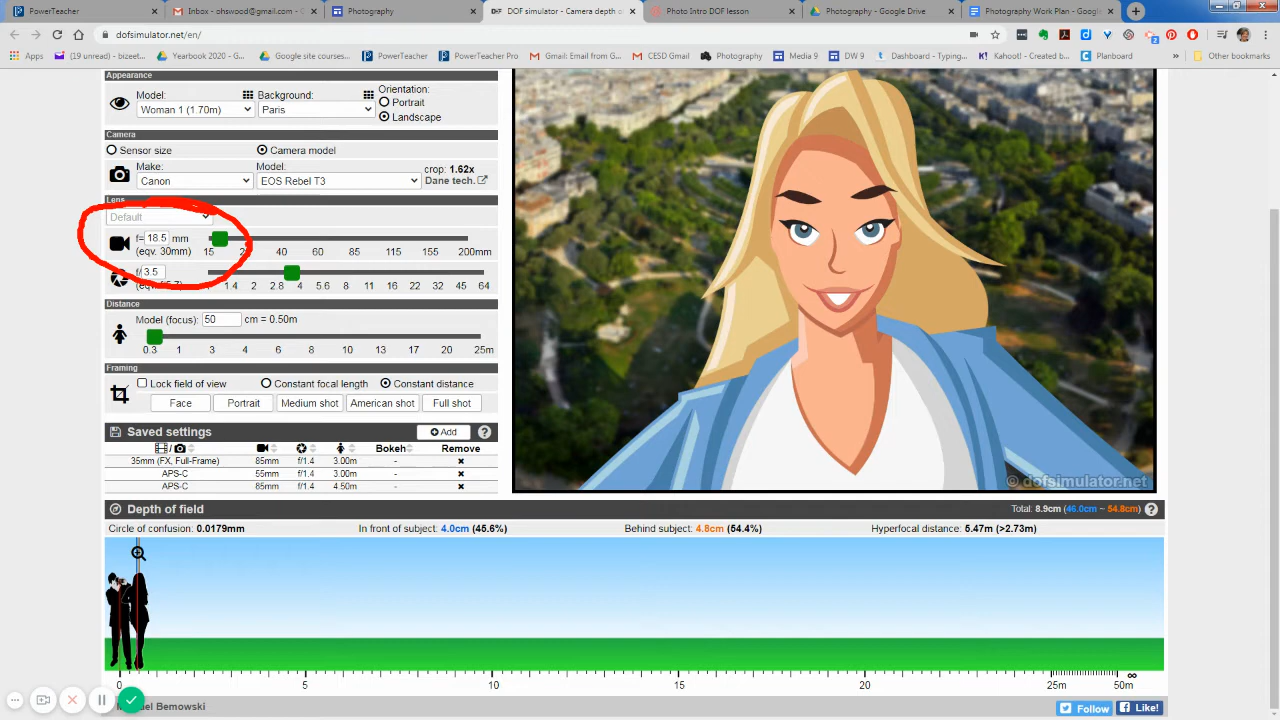 PowerTeacher
Inbox - ohswood@gmail.com - C
Photography
DOF simulator - Camera depth o
Photo Intro DOF lesson
Photography - Google Drive
Photography Work Plan - Google
dofsimulator.net/en/
Apps
(19 unread) - bizeet
Yearbook 2020 - G
Google site courses...
PowerTeacher
PowerTeacher Pro
Gmail: Email from G...
CESD Gmail
Photography
Media 9
DW 9
Dashboard - Typing...
Kahoot! - Created b...
Planboard
»
Other bookmarks
Appearance
Model:
Background:
Orientation:
Woman 1 (1.70m)
Paris
Portrait
Landscape
Camera
Sensor size
Camera model
Make:
Model:
crop: 1.62x
Canon
EOS Rebel T3
Dane tech.
Lens
Default
f= 18.5 mm
(eqv. 30mm)
15 40 60 85 115 155 200mm
f/ 3.5
1.4 2 2.8 4 5.6 8 11 16 22 32 45 64
Distance
Model (focus): 50 cm = 0.50m
0.3 1 3 4 6 8 10 13 17 20 25m
Framing
Lock field of view
Constant focal length
Constant distance
Face
Portrait
Medium shot
American shot
Full shot
Saved settings
Add
?
/
Bokeh
Remove
35mm (FX, Full-Frame) 85mm f/1.4 3.00m - ×
APS-C 55mm f/1.4 3.00m - ×
APS-C 85mm f/1.4 4.50m - ×
© dofsimulator.net
Depth of field
Total: 8.9cm (46.0cm ~ 54.8cm)
?
Circle of confusion: 0.0179mm
In front of subject: 4.0cm (45.6%)
Behind subject: 4.8cm (54.4%)
Hyperfocal distance: 5.47m (>2.73m)
0 5 10 15 20 25m 50m ∞
Bemowski
Follow
Like!